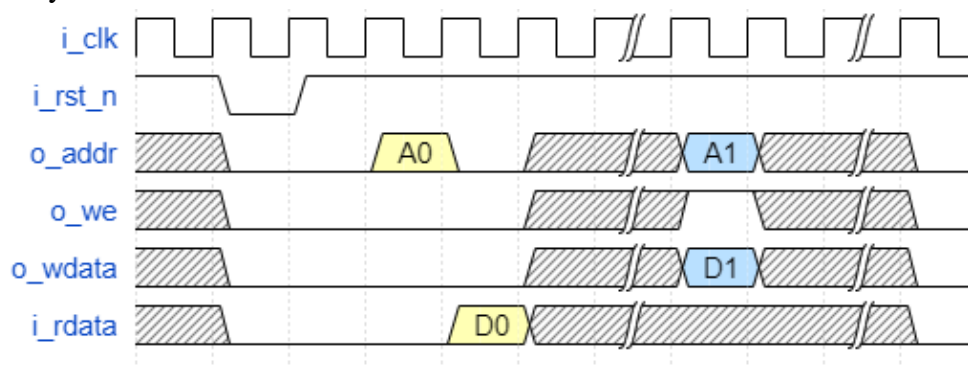 i_clk
i_rst_n
o_addr A0 A1
o_we
o_wdata D1
i_rdata D0